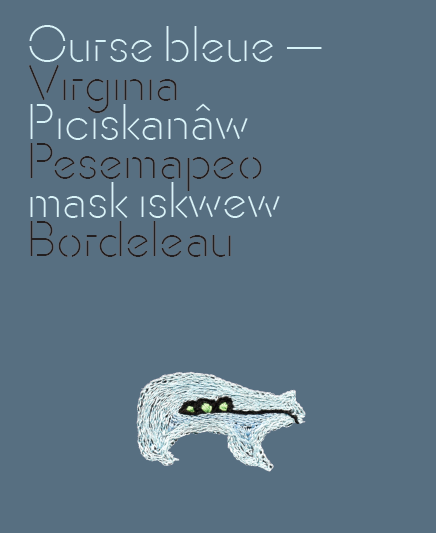 Ourse bleue —
Virginia
Piciskanâw
Pesemapeo
mask iskwew
Bordeleau